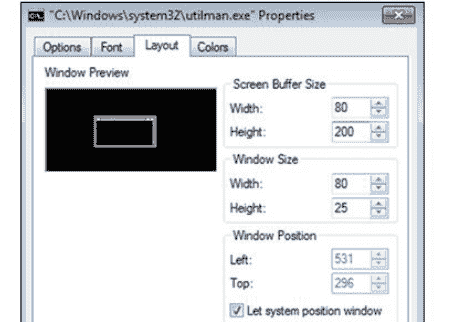 "C:\Windows\system32\utilman.exe" Properties
Options Font Layout Colors
Window Preview
Screen Buffer Size
Width: 80
Height: 200
Window Size
Width: 80
Height: 25
Window Position
Left: 531
Top: 296
Let system position window